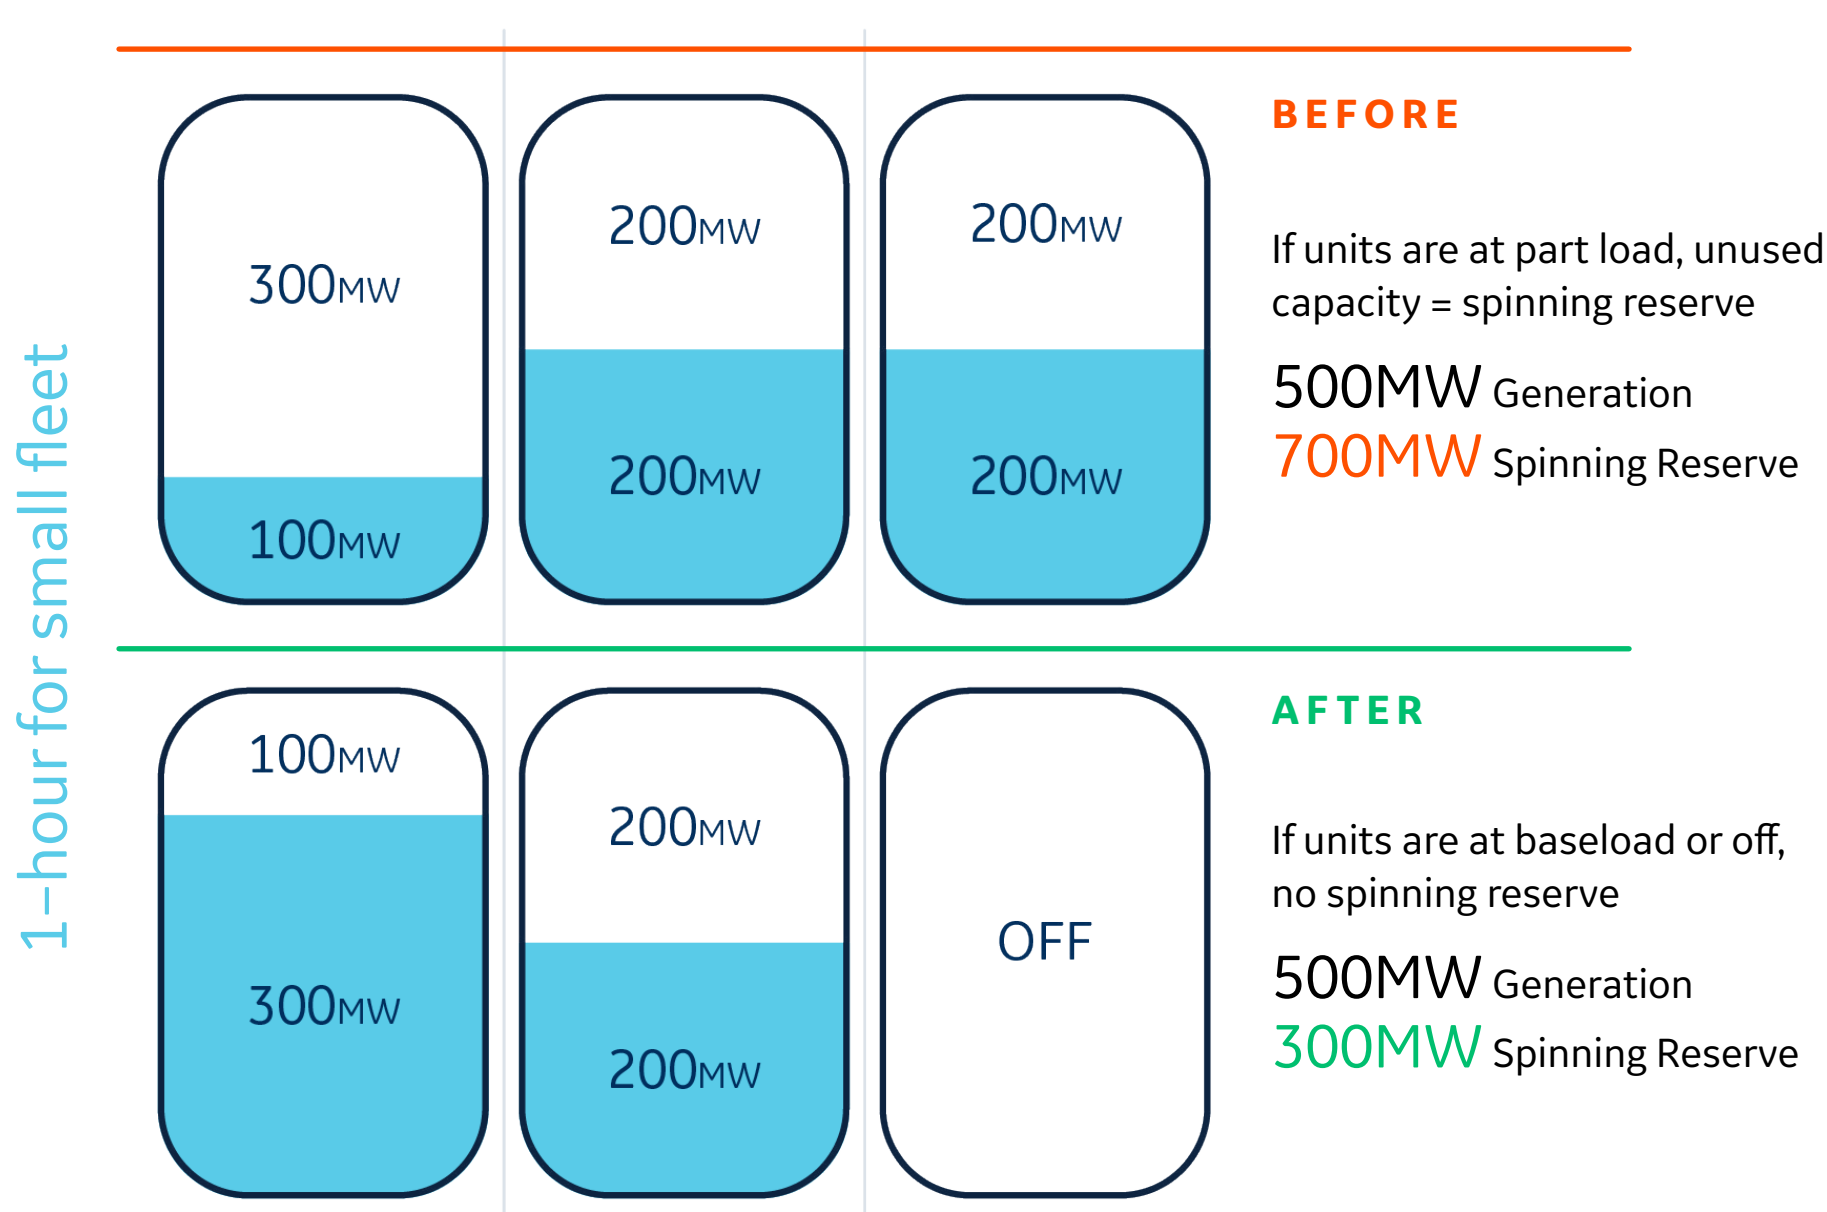 1-hour for small fleet
BEFORE
300MW
200MW
200MW
100MW
200MW
200MW
If units are at part load, unused
capacity = spinning reserve
500MW Generation
700MW Spinning Reserve
AFTER
100MW
200MW
OFF
300MW
200MW
If units are at baseload or off,
no spinning reserve
500MW Generation
300MW Spinning Reserve